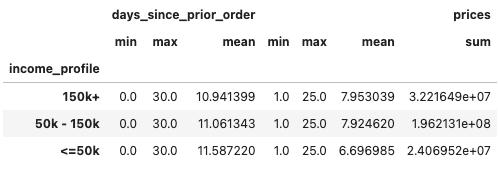 days_since_prior_order prices
min max mean min max mean sum
income_profile
150k+ 0.0 30.0 10.941399 1.0 25.0 7.953039 3.221649e+07
50k - 150k 0.0 30.0 11.061343 1.0 25.0 7.924620 1.962131e+08
<=50k 0.0 30.0 11.587220 1.0 25.0 6.696985 2.406952e+07